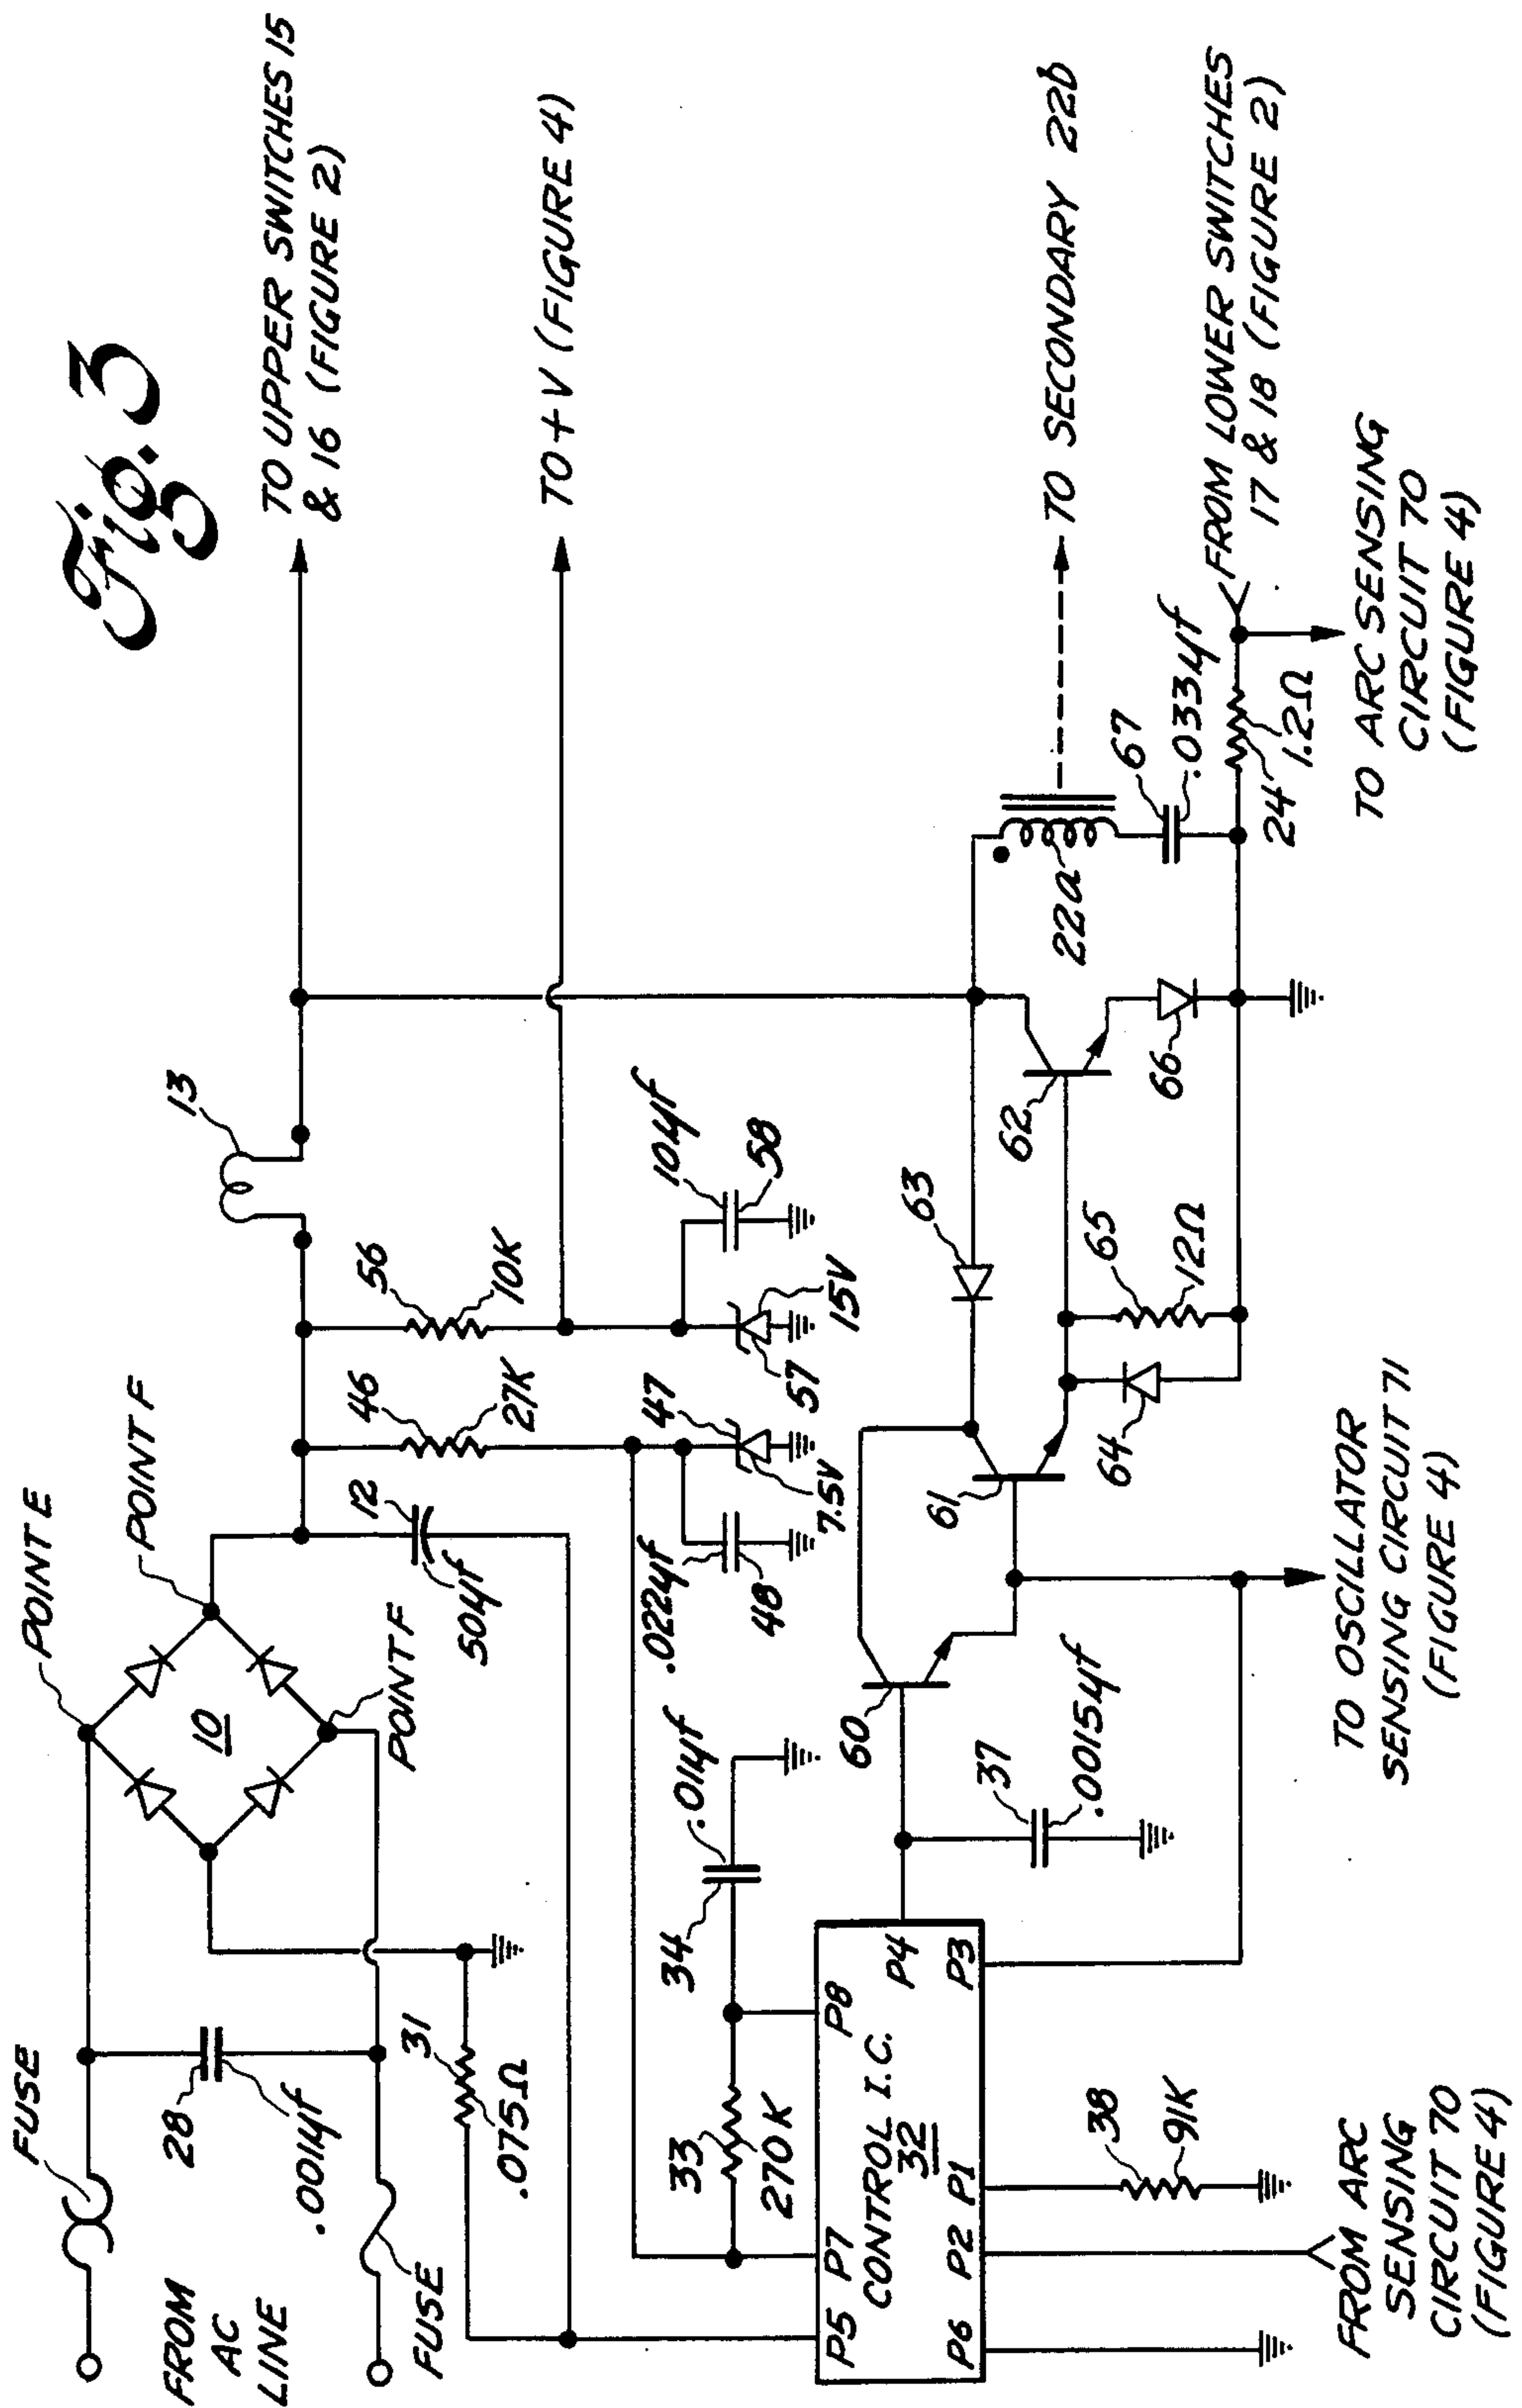 Fig. 3
FUSE
FROM
AC
LINE
FUSE
28
.001µf
POINT E
POINT F
10
POINT F
31
.075Ω
12
50µf
13
TO UPPER SWITCHES 15
& 16 (FIGURE 2)
46
27K
56
10K
TO +V (FIGURE 4)
.022µf
48
47
7.5V
57
15V
10µf
58
33
270K
34
.01µf
P5
P7
P8
CONTROL I.C.
32
P4
P6
P2
P1
P3
38
91K
FROM ARC
SENSING
CIRCUIT 70
(FIGURE 4)
37
.0015µf
60
61
63
62
64
65
12Ω
66
22a
TO SECONDARY 22b
67
.033µf
24
1.2Ω
FROM LOWER SWITCHES
17 & 18 (FIGURE 2)
TO ARC SENSING
CIRCUIT 70
(FIGURE 4)
TO OSCILLATOR
SENSING CIRCUIT 71
(FIGURE 4)